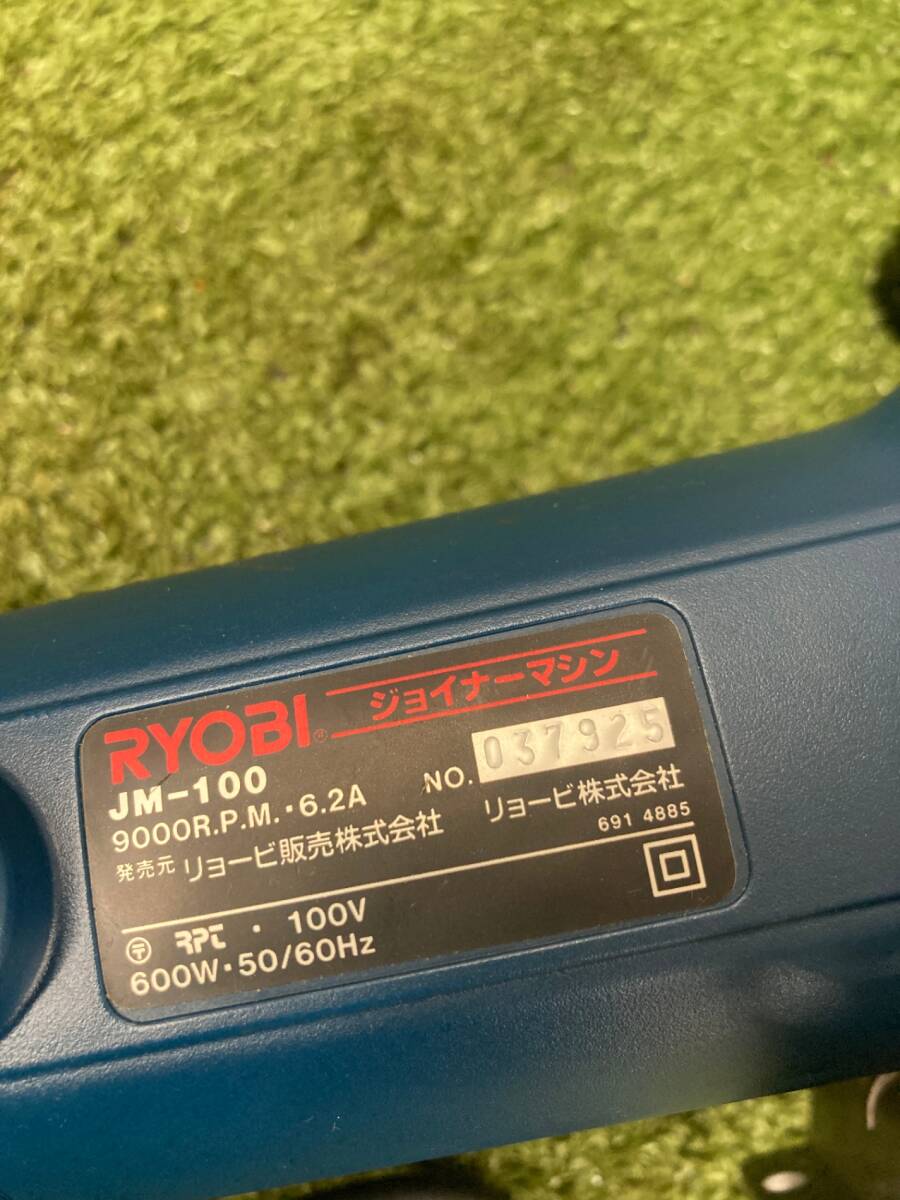 RYOBI® ジョイナーマシン
JM-100
NO. 037925
9000R.P.M.・6.2A
発売元 リョービ販売株式会社 リョービ株式会社
691 4885
〒 RPT ・ 100V
600W・50/60Hz